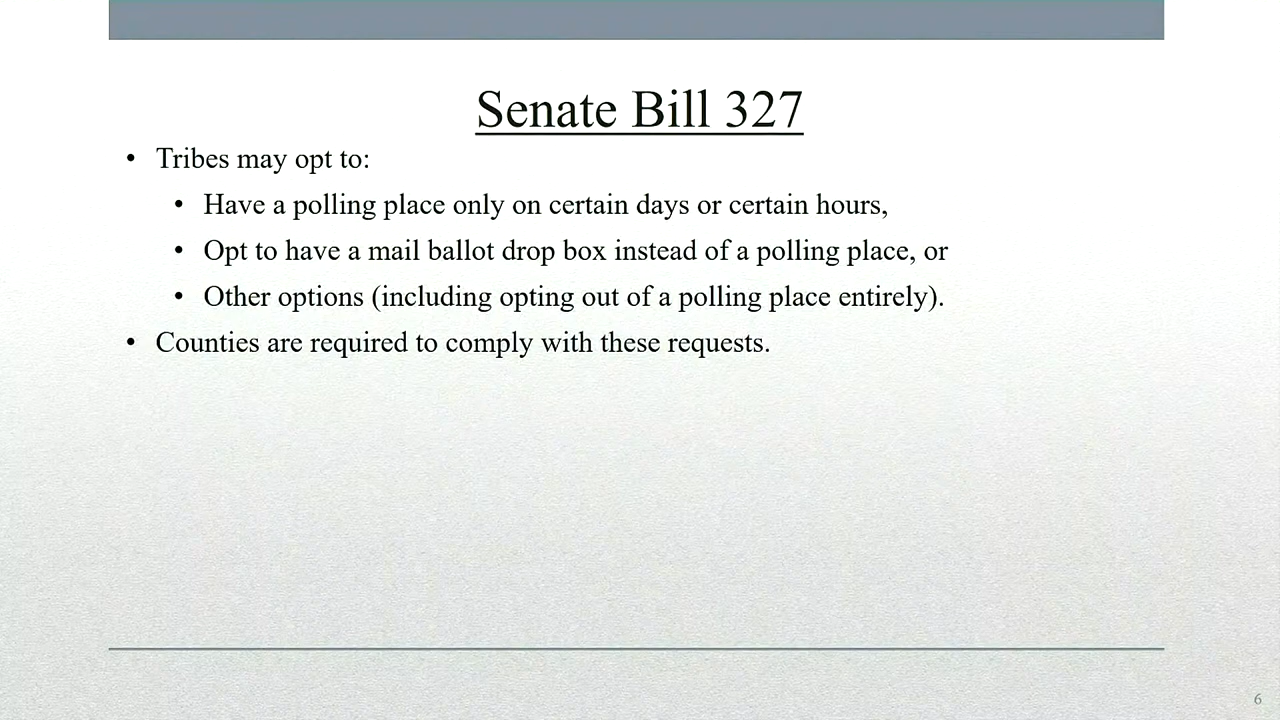 Senate Bill 327
• Tribes may opt to:
• Have a polling place only on certain days or certain hours,
• Opt to have a mail ballot drop box instead of a polling place, or
• Other options (including opting out of a polling place entirely).
• Counties are required to comply with these requests.
6